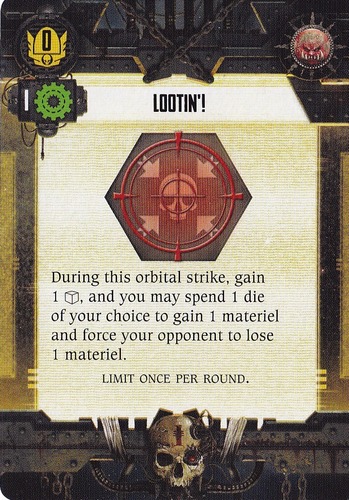 0
I
LOOTIN'!
During this orbital strike, gain
1 , and you may spend 1 die
of your choice to gain 1 materiel
and force your opponent to lose
1 materiel.
LIMIT ONCE PER ROUND.